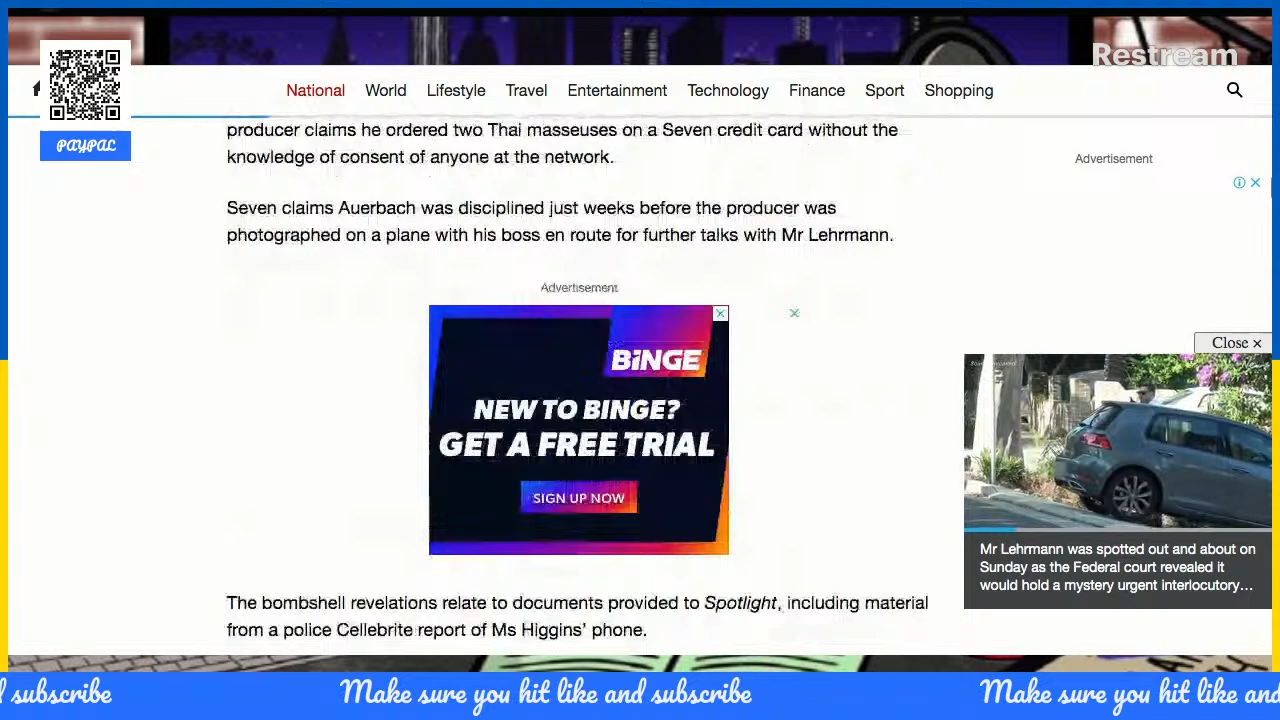 Restream
National World Lifestyle Travel Entertainment Technology Finance Sport Shopping
PAYPAL
producer claims he ordered two Thai masseuses on a Seven credit card without the
knowledge of consent of anyone at the network.
Advertisement
Seven claims Auerbach was disciplined just weeks before the producer was
photographed on a plane with his boss en route for further talks with Mr Lehrmann.
Advertisement
BINGE
NEW TO BINGE?
GET A FREE TRIAL
SIGN UP NOW
Close ×
Mr Lehrmann was spotted out and about on
Sunday as the Federal court revealed it
would hold a mystery urgent interlocutory...
The bombshell revelations relate to documents provided to Spotlight, including material
from a police Cellebrite report of Ms Higgins' phone.
d subscribe Make sure you hit like and subscribe Make sure you hit like and